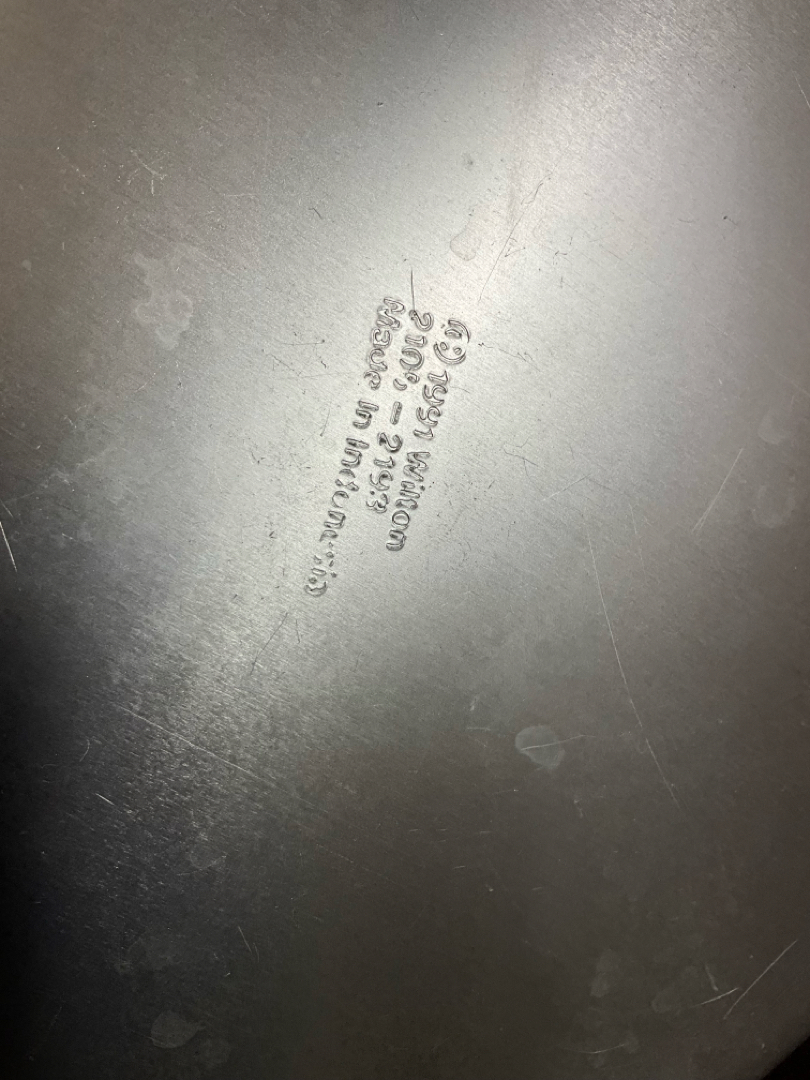 (c) 1991 Wilton
2105 - 2193
Made In Indonesia